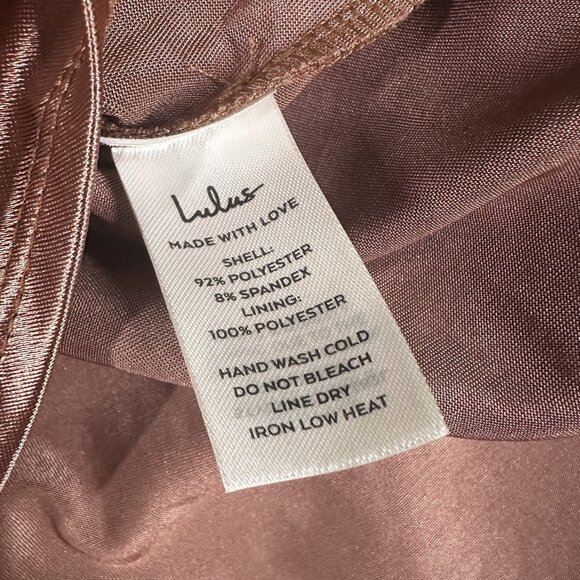 Lulus
MADE WITH LOVE
SHELL:
92% POLYESTER
8% SPANDEX
LINING:
100% POLYESTER
HAND WASH COLD
DO NOT BLEACH
LINE DRY
IRON LOW HEAT